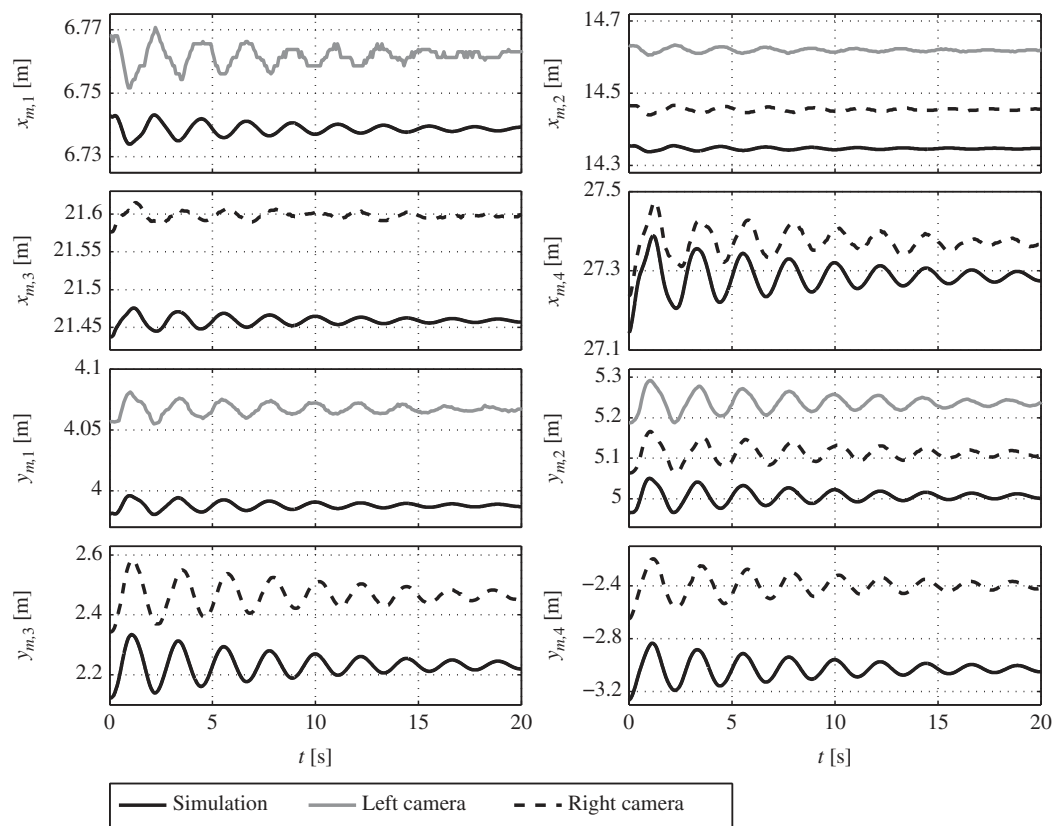 6.77
6.75
6.73
x_{m,1} [m]
14.7
14.5
14.3
x_{m,2} [m]
21.6
21.55
21.5
21.45
x_{m,3} [m]
27.5
27.3
27.1
x_{m,4} [m]
4.1
4.05
4
y_{m,1} [m]
5.3
5.2
5.1
5
y_{m,2} [m]
2.6
2.4
2.2
y_{m,3} [m]
0 5 10 15 20
t [s]
−2.4
−2.8
−3.2
y_{m,4} [m]
0 5 10 15 20
t [s]
Simulation Left camera Right camera